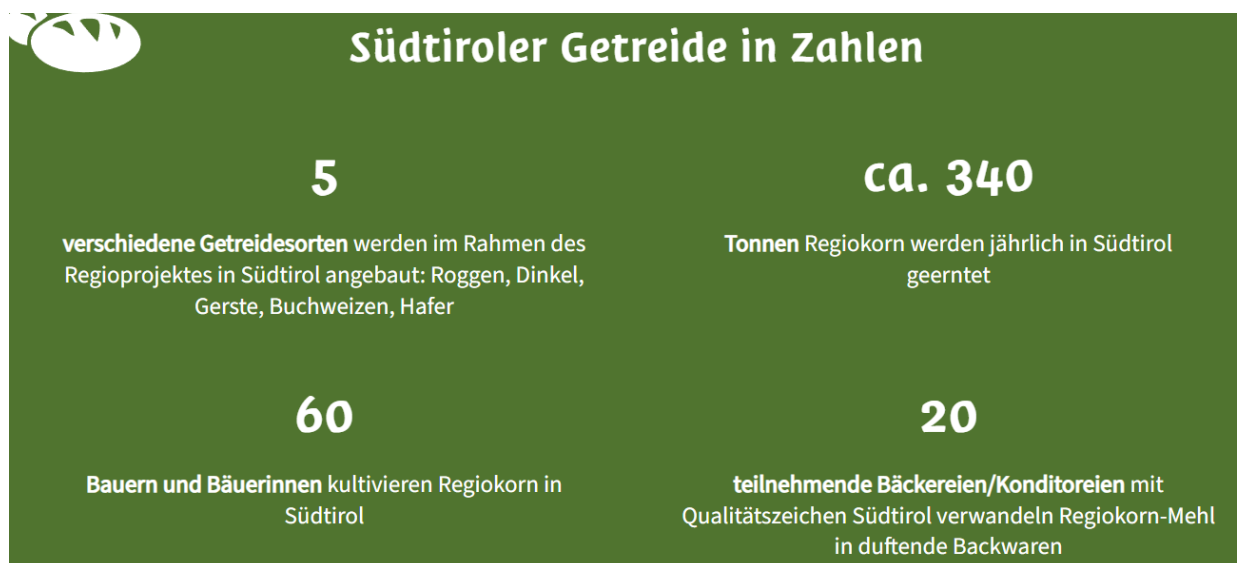 Südtiroler Getreide in Zahlen
5
verschiedene Getreidesorten werden im Rahmen des
Regioprojektes in Südtirol angebaut: Roggen, Dinkel,
Gerste, Buchweizen, Hafer
ca. 340
Tonnen Regiokorn werden jährlich in Südtirol
geerntet
60
Bauern und Bäuerinnen kultivieren Regiokorn in
Südtirol
20
teilnehmende Bäckereien/Konditoreien mit
Qualitätszeichen Südtirol verwandeln Regiokorn-Mehl
in duftende Backwaren